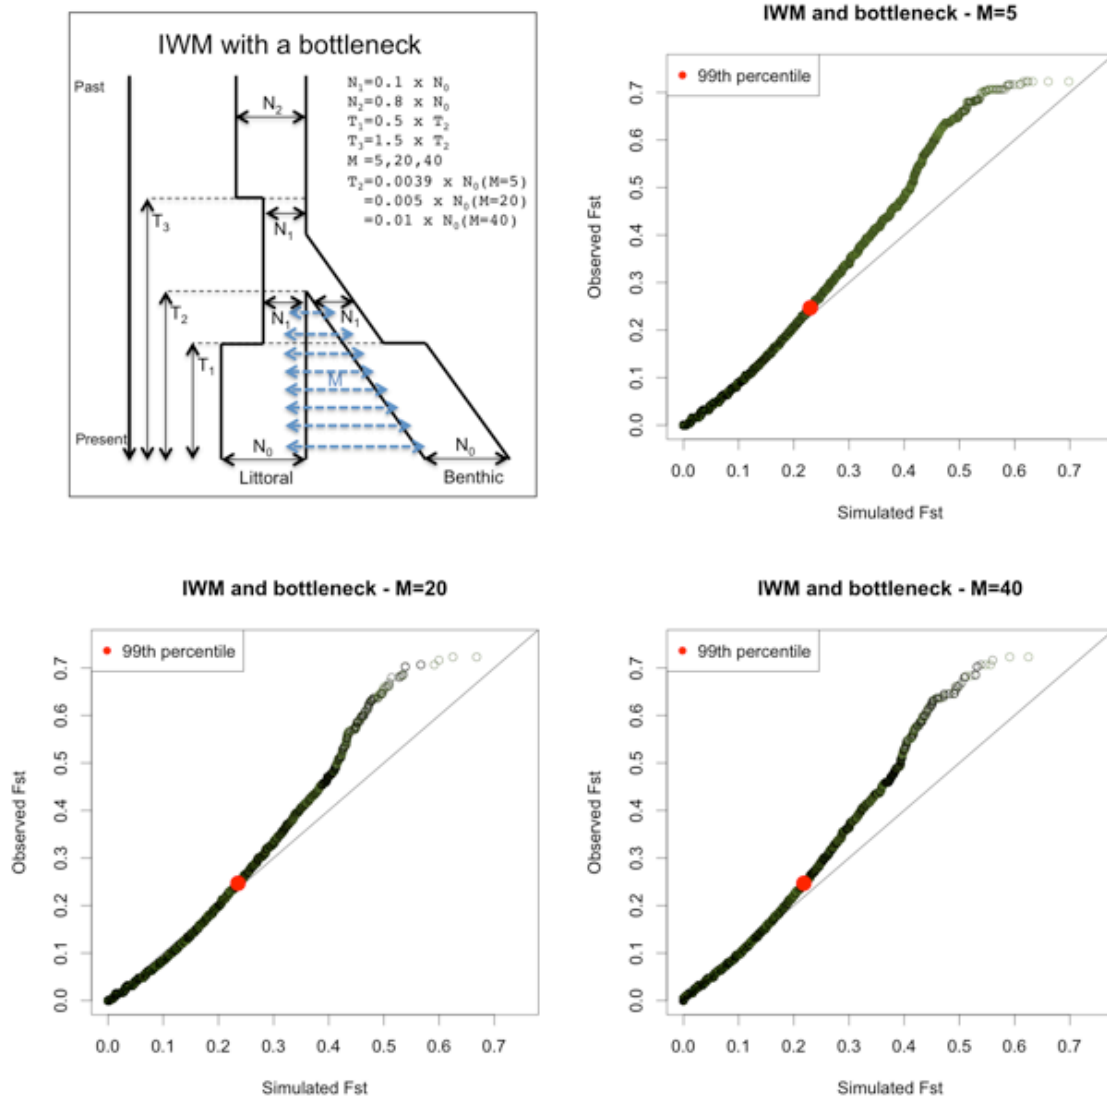 IWM with a bottleneck
Past
N₁=0.1 x N₀
N₂=0.8 x N₀
T₁=0.5 x T₂
T₃=1.5 x T₂
M =5,20,40
T₂=0.0039 x N₀(M=5)
=0.005 x N₀(M=20)
=0.01 x N₀(M=40)
N₂
T₃
N₁
T₂
N₁
N₁
T₁
M
Present
N₀
N₀
Littoral
Benthic
IWM and bottleneck - M=5
99th percentile
Observed Fst
0.7
0.6
0.5
0.4
0.3
0.2
0.1
0.0
0.0 0.1 0.2 0.3 0.4 0.5 0.6 0.7
Simulated Fst
IWM and bottleneck - M=20
99th percentile
Observed Fst
0.7
0.6
0.5
0.4
0.3
0.2
0.1
0.0
0.0 0.1 0.2 0.3 0.4 0.5 0.6 0.7
Simulated Fst
IWM and bottleneck - M=40
99th percentile
Observed Fst
0.7
0.6
0.5
0.4
0.3
0.2
0.1
0.0
0.0 0.1 0.2 0.3 0.4 0.5 0.6 0.7
Simulated Fst